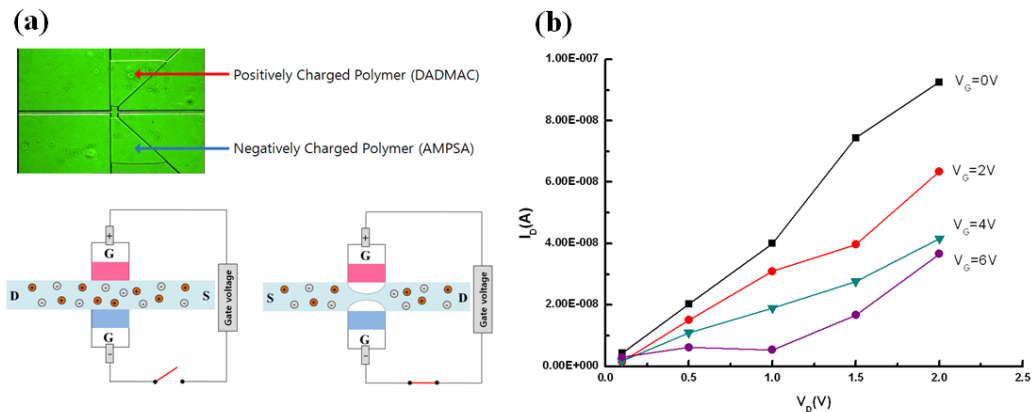 (a)
Positively Charged Polymer (DADMAC)
Negatively Charged Polymer (AMPSA)
+
G
D
S
G
-
Gate voltage
+
G
S
D
G
-
Gate voltage
(b)
1.00E-007
8.00E-008
6.00E-008
4.00E-008
2.00E-008
0.00E+000
I_D(A)
V_G=0V
V_G=2V
V_G=4V
V_G=6V
0.0 0.5 1.0 1.5 2.0 2.5
V_D(V)